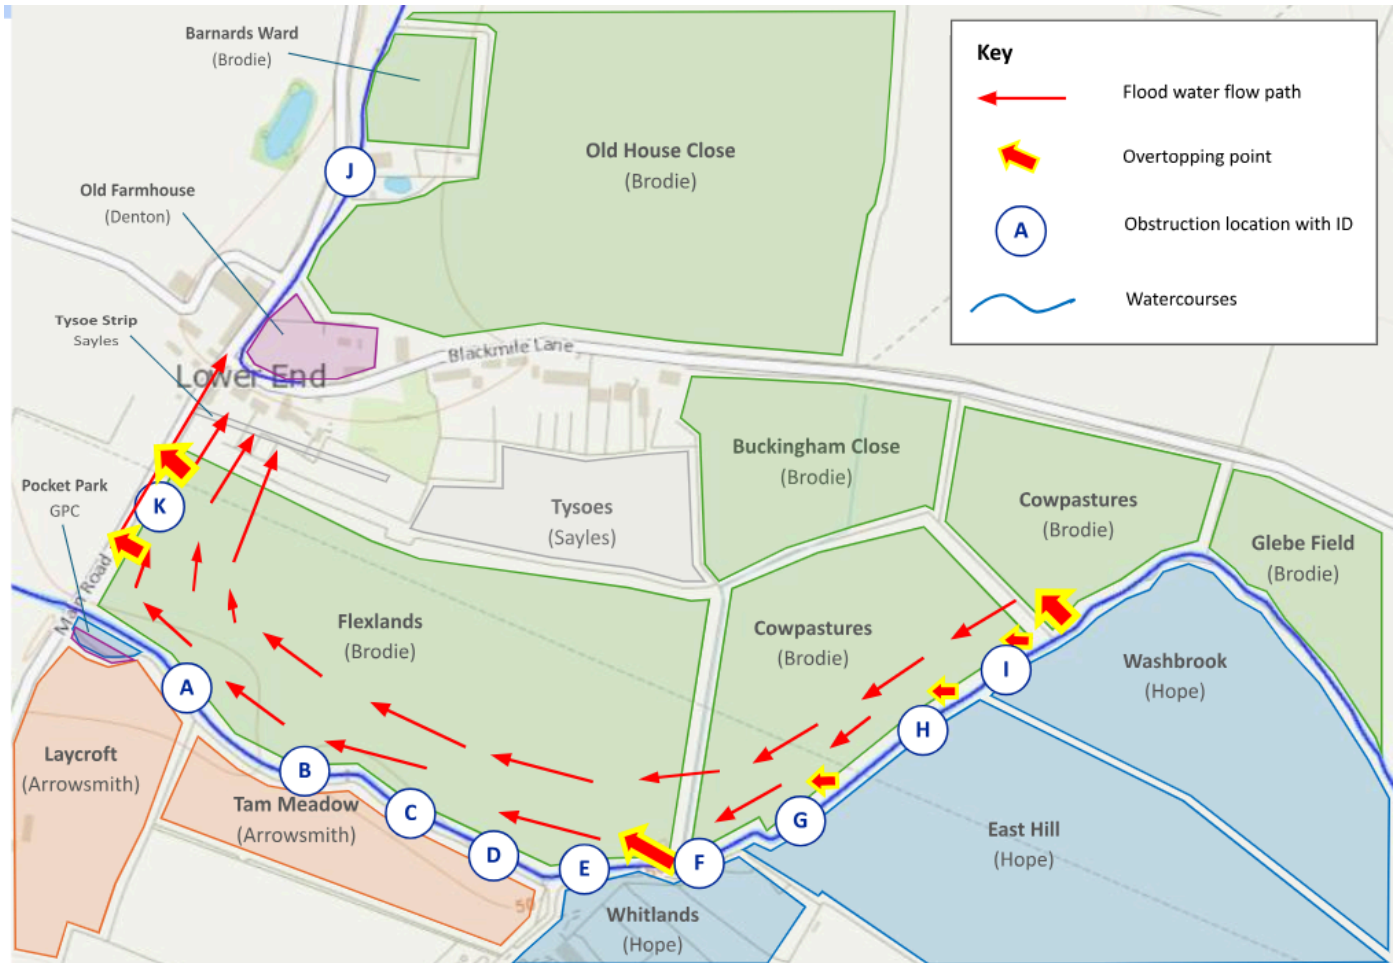 Barnards Ward
(Brodie)
Key
Flood water flow path
Overtopping point
A
Obstruction location with ID
Watercourses
Old House Close
(Brodie)
J
Old Farmhouse
(Denton)
Tysoe Strip
Sayles
Blackmile Lane
Lower End
Buckingham Close
(Brodie)
Pocket Park
GPC
K
Tysoes
(Sayles)
Cowpastures
(Brodie)
Glebe Field
(Brodie)
Main Road
Flexlands
(Brodie)
Cowpastures
(Brodie)
Washbrook
(Hope)
I
A
H
Laycroft
(Arrowsmith)
B
Tam Meadow
(Arrowsmith)
C
G
East Hill
(Hope)
D
E
F
50
Whitlands
(Hope)